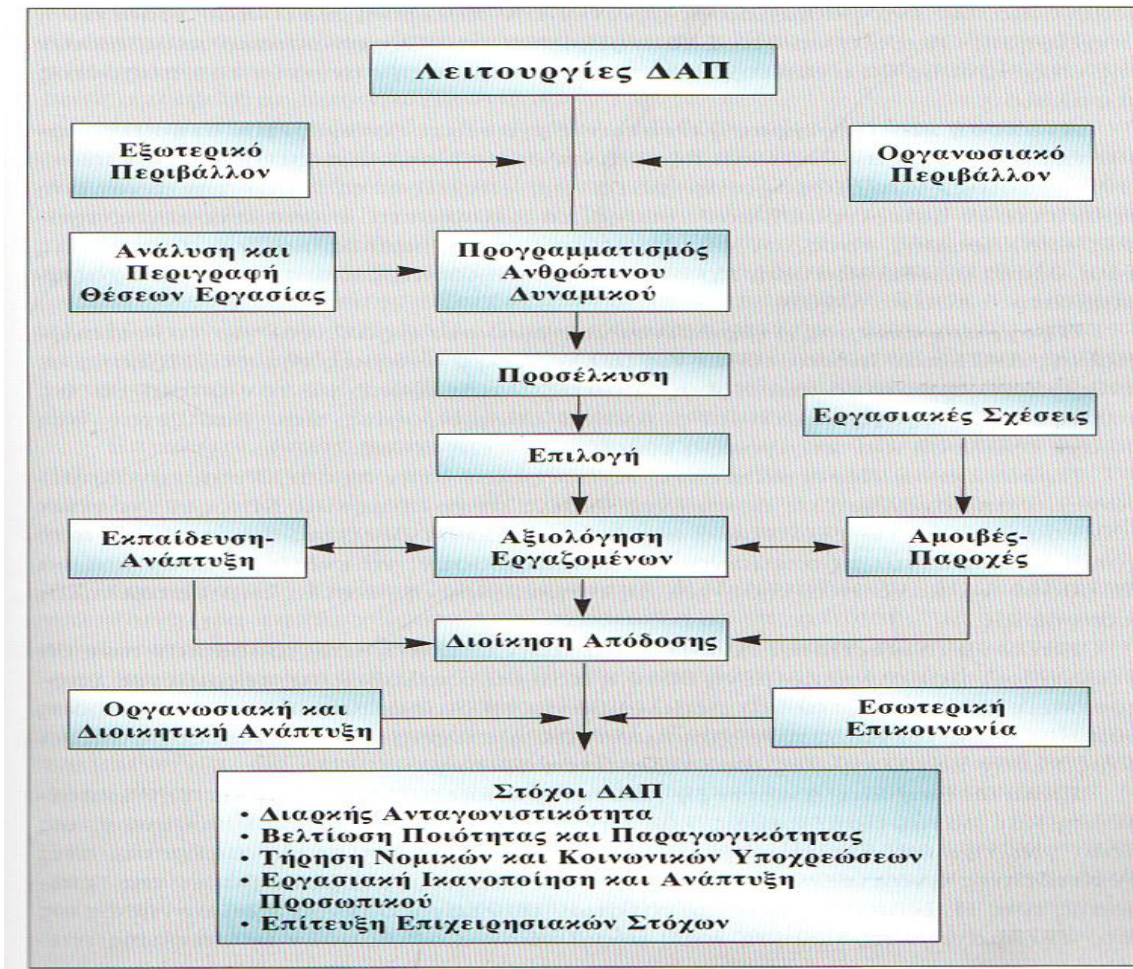 Λειτουργίες ΔΑΠ
Εξωτερικό
Περιβάλλον
Οργανωσιακό
Περιβάλλον
Ανάλυση και
Περιγραφή
Θέσεων Εργασίας
Προγραμματισμός
Ανθρώπινου
Δυναμικού
Προσέλκυση
Εργασιακές Σχέσεις
Επιλογή
Εκπαίδευση-
Ανάπτυξη
Αξιολόγηση
Εργαζομένων
Αμοιβές-
Παροχές
Διοίκηση Απόδοσης
Οργανωσιακή και
Διοικητική Ανάπτυξη
Εσωτερική
Επικοινωνία
Στόχοι ΔΑΠ
• Διαρκής Ανταγωνιστικότητα
• Βελτίωση Ποιότητας και Παραγωγικότητας
• Τήρηση Νομικών και Κοινωνικών Υποχρεώσεων
• Εργασιακή Ικανοποίηση και Ανάπτυξη
Προσωπικού
• Επίτευξη Επιχειρησιακών Στόχων